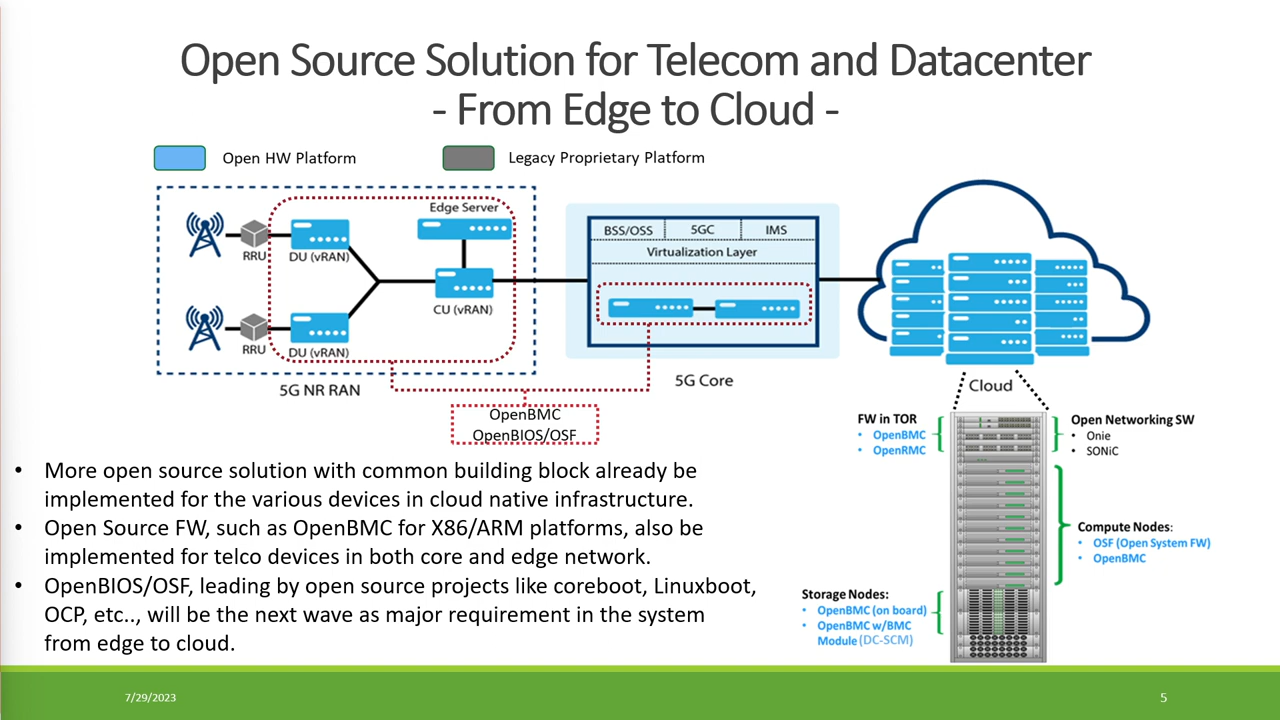 Open Source Solution for Telecom and Datacenter
- From Edge to Cloud -
Open HW Platform
Legacy Proprietary Platform
Edge Server
RRU
DU (vRAN)
CU (vRAN)
RRU
DU (vRAN)
5G NR RAN
BSS/OSS
5GC
IMS
Virtualization Layer
5G Core
Cloud
OpenBMC
OpenBIOS/OSF
FW in TOR
• OpenBMC
• OpenRMC
Open Networking SW
• Onie
• SONiC
Compute Nodes:
• OSF (Open System FW)
• OpenBMC
Storage Nodes:
• OpenBMC (on board)
• OpenBMC w/BMC
Module (DC-SCM)
• More open source solution with common building block already be
implemented for the various devices in cloud native infrastructure.
• Open Source FW, such as OpenBMC for X86/ARM platforms, also be
implemented for telco devices in both core and edge network.
• OpenBIOS/OSF, leading by open source projects like coreboot, Linuxboot,
OCP, etc.., will be the next wave as major requirement in the system
from edge to cloud.
7/29/2023
5